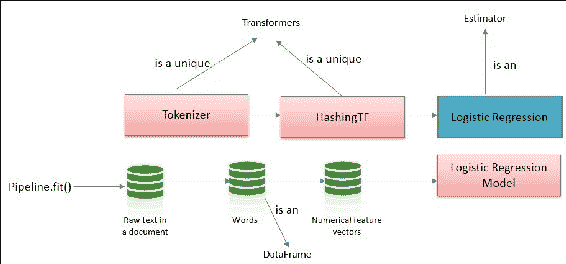 Transformers
Estimator
is a unique
is a unique
is an
Tokenizer
HashingTF
Logistic Regression
Pipeline.fit()
Logistic Regression
Model
Raw text in
a document
Words
is an
Numerical feature
vectors
DataFrame